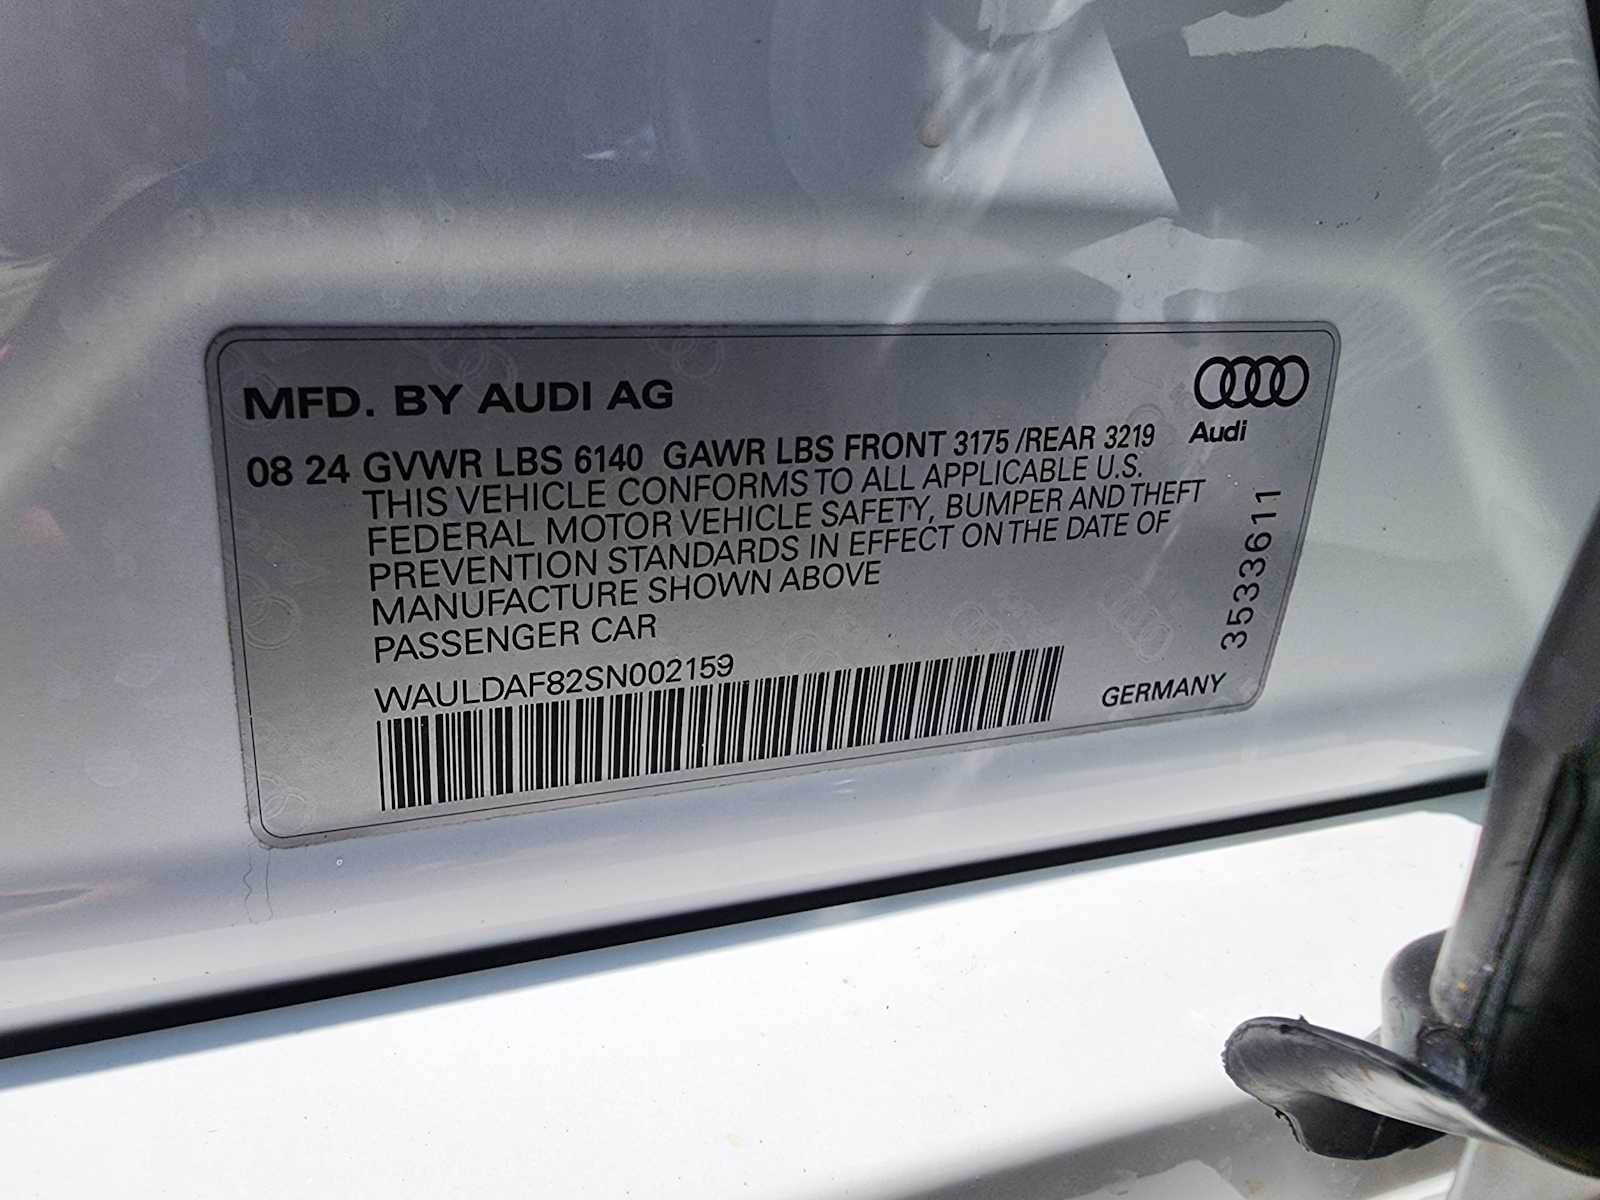 MFD. BY AUDI AG
Audi
08 24 GVWR LBS 6140 GAWR LBS FRONT 3175 /REAR 3219
THIS VEHICLE CONFORMS TO ALL APPLICABLE U.S.
FEDERAL MOTOR VEHICLE SAFETY, BUMPER AND THEFT
PREVENTION STANDARDS IN EFFECT ON THE DATE OF
MANUFACTURE SHOWN ABOVE
PASSENGER CAR
WAULDAF82SN002159
GERMANY
3533611